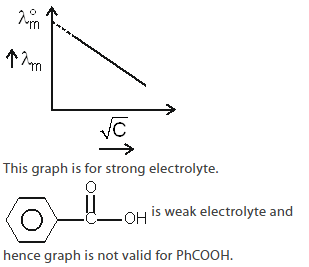 λ°m
↑λm
√C
This graph is for strong electrolyte.
O
C
OH is weak electrolyte and
O
hence graph is not valid for PhCOOH.